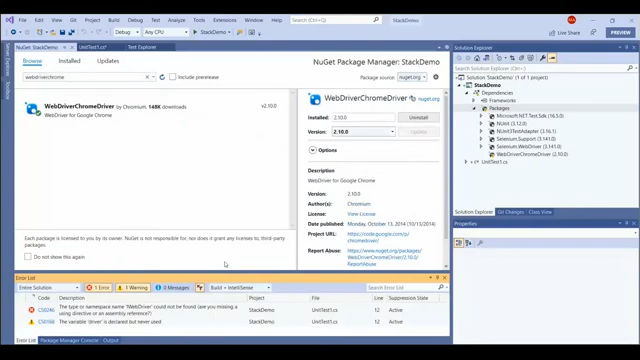 File Edit View Git Project Build Debug Test Analyze Tools Extensions Window Help
Search (Ctrl+Q)
StackDemo
Debug Any CPU StackDemo
Live Share
PREVIEW
Server Explorer
Toolbox
NuGet: StackDemo UnitTest1.cs Test Explorer
Browse Installed Updates
NuGet Package Manager: StackDemo
webdriverchrome
Include prerelease
Package source: nuget.org
WebDriverChromeDriver by Chromium, 148K downloads
v2.10.0
WebDriver for Google Chrome
Each package is licensed to you by its owner. NuGet is not responsible for, nor does it grant any licenses to, third-party
packages.
Do not show this again
WebDriverChromeDriver
nuget.org
Installed: 2.10.0 Uninstall
Version: 2.10.0 Update
Options
Description
WebDriver for Google Chrome
Version: 2.10.0
Author(s): Chromium
License: View License
Date published: Monday, October 13, 2014 (10/13/2014)
Project URL: https://code.google.com/p/
chromedriver/
Report Abuse: https://www.nuget.org/packages/
WebDriverChromeDriver/2.10.0/
ReportAbuse
Solution Explorer
Search Solution Explorer (Ctrl+;)
Solution 'StackDemo' (1 of 1 project)
StackDemo
Dependencies
Frameworks
Packages
Microsoft.NET.Test.Sdk (16.5.0)
NUnit (3.12.0)
NUnit3TestAdapter (3.16.1)
Selenium.Support (3.141.0)
Selenium.WebDriver (3.141.0)
WebDriverChromeDriver (2.10.0)
UnitTest1.cs
Solution Explorer Git Changes Class View
Properties
Error List
Entire Solution 1 Error 1 Warning 0 Messages Build + IntelliSense
Search Error List
Code Description Project File Line Suppression State
CS0246 The type or namespace name 'IWebDriver' could not be found (are you missing a
using directive or an assembly reference?) StackDemo UnitTest1.cs 12 Active
CS0168 The variable 'driver' is declared but never used StackDemo UnitTest1.cs 12 Active
Error List Package Manager Console Output